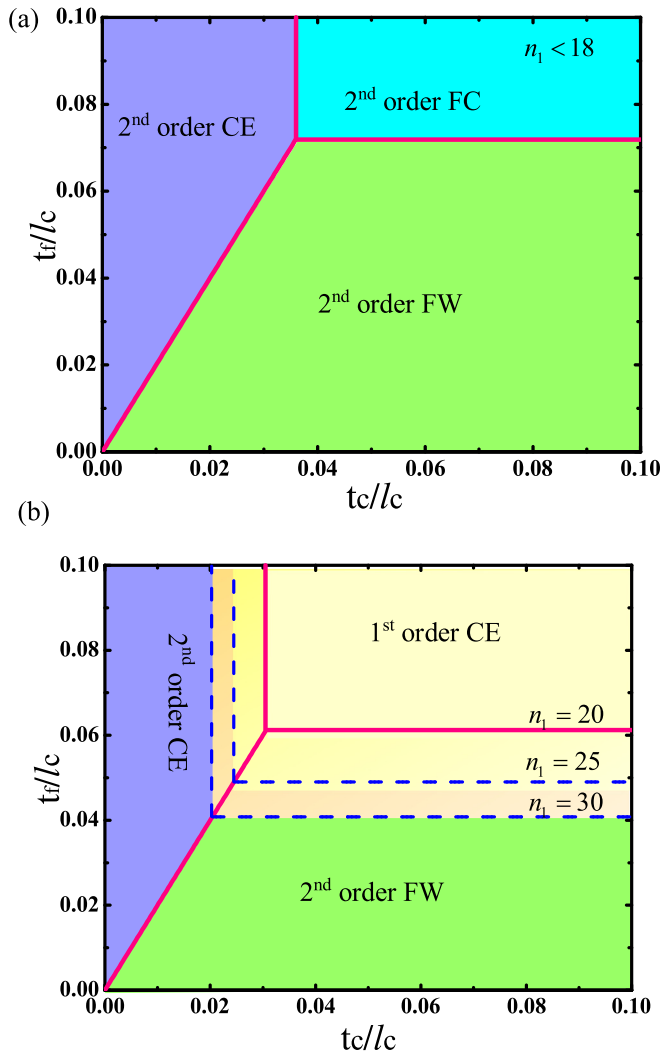 (a)
0.10
n₁ < 18
2nd order FC
2nd order CE
0.08
0.06
tf/lc
0.04
2nd order FW
0.02
0.00
0.00 0.02 0.04 0.06 0.08 0.10
tc/lc
(b)
0.10
1st order CE
2nd order CE
0.08
n₁ = 20
0.06
n₁ = 25
tf/lc
n₁ = 30
0.04
2nd order FW
0.02
0.00
0.00 0.02 0.04 0.06 0.08 0.10
tc/lc